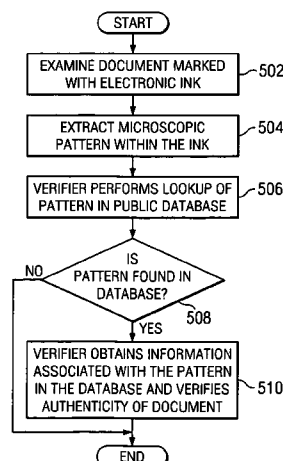 START
EXAMINE DOCUMENT MARKED
WITH ELECTRONIC INK
502
EXTRACT MICROSCOPIC
PATTERN WITHIN THE INK
504
VERIFIER PERFORMS LOOKUP OF
PATTERN IN PUBLIC DATABASE
506
IS
PATTERN FOUND IN
DATABASE?
NO
508
YES
VERIFIER OBTAINS INFORMATION
ASSOCIATED WITH THE PATTERN
IN THE DATABASE AND VERIFIES
AUTHENTICITY OF DOCUMENT
510
END